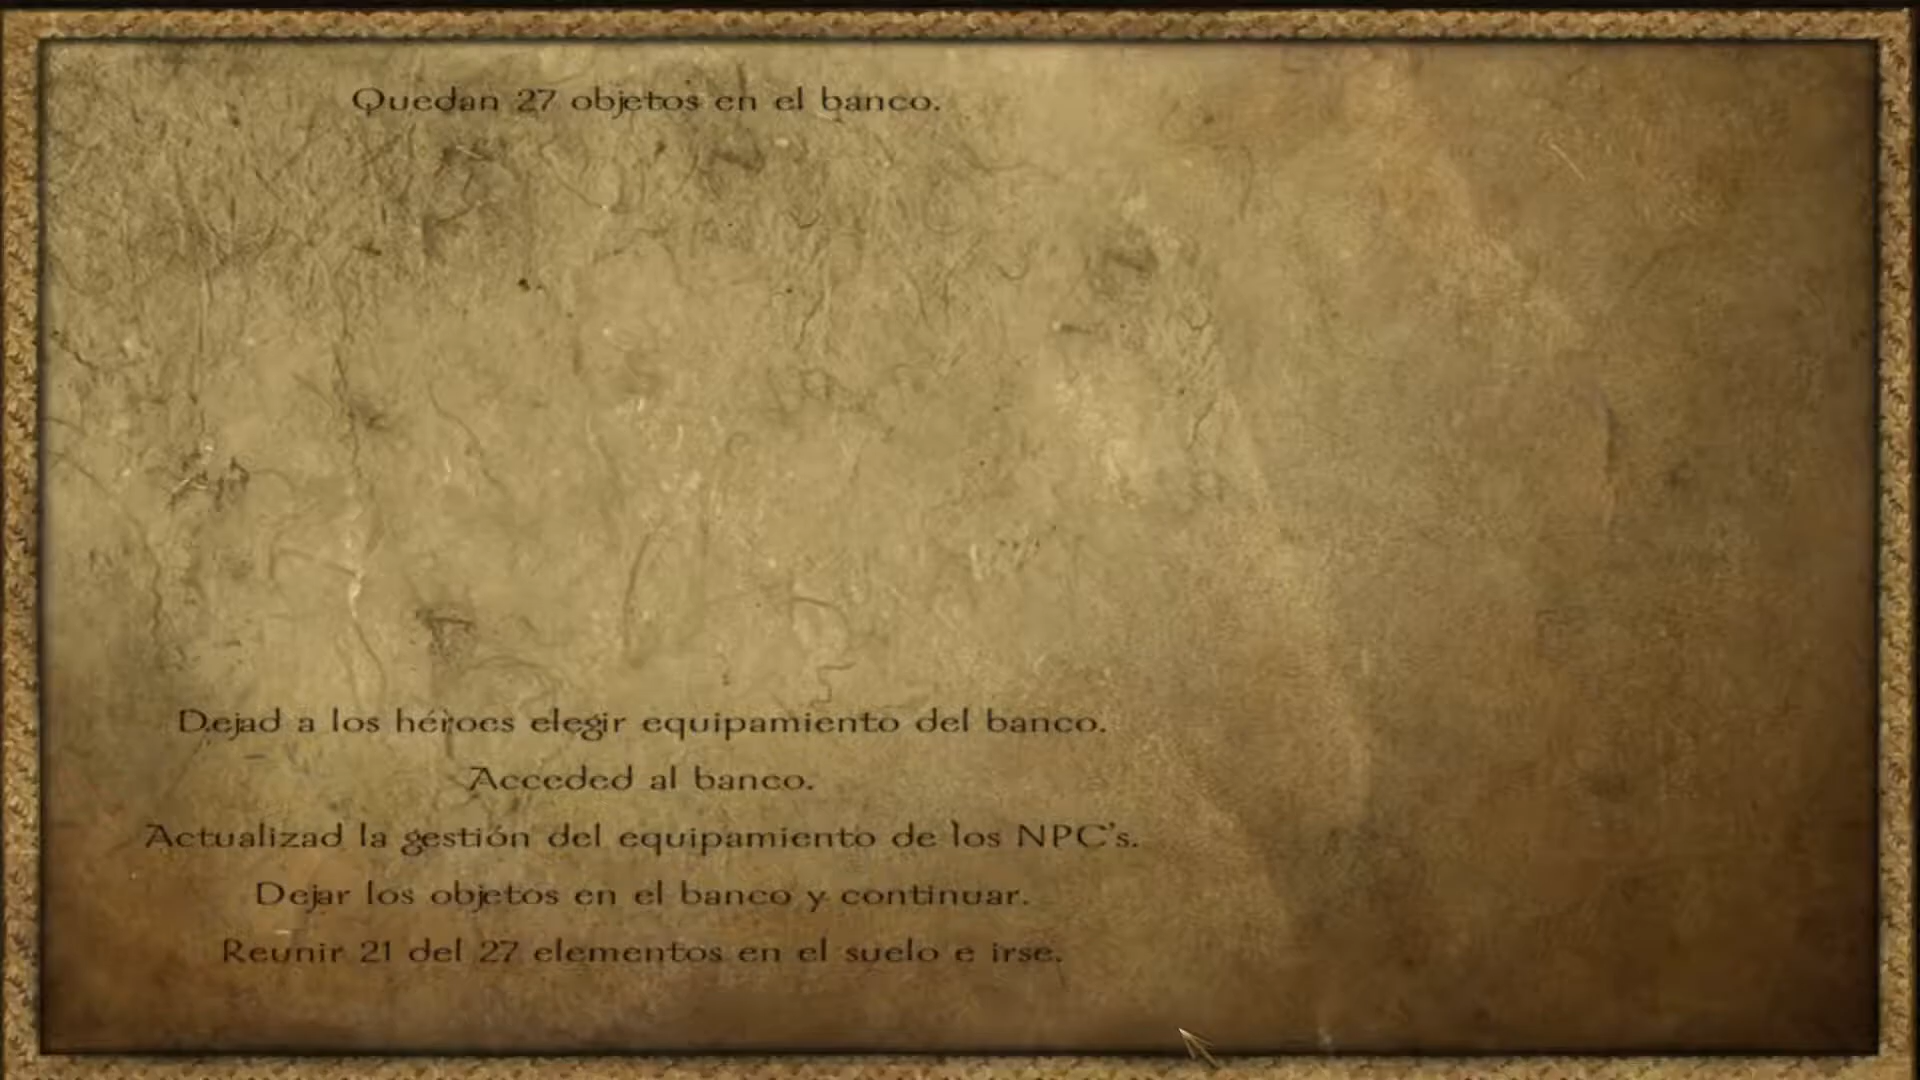 Quedan 27 objetos en el banco.
Dejad a los héroes elegir equipamiento del banco.
Acceded al banco.
Actualizad la gestión del equipamiento de los NPC's.
Dejar los objetos en el banco y continuar.
Reunir 21 del 27 elementos en el suelo e irse.